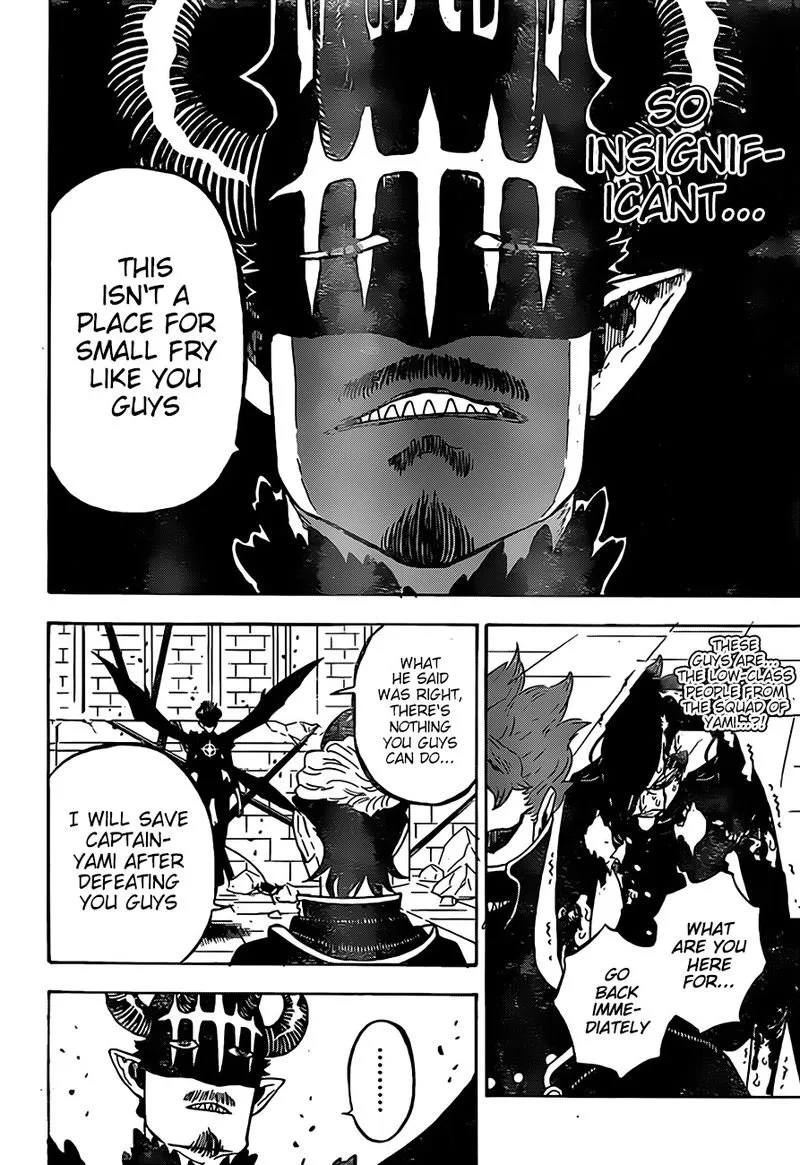 SO
INSIGNIF-
ICANT...
THIS
ISN'T A
PLACE FOR
SMALL FRY
LIKE YOU
GUYS
THESE
GUYS ARE...
THE LOW-CLASS
PEOPLE FROM
THE SQUAD OF
YAMI...?!
WHAT
ARE YOU
HERE
FOR...
GO
BACK
IMME-
DIATELY
WHAT
HE SAID
WAS RIGHT,
THERE'S
NOTHING
YOU GUYS
CAN DO...
I WILL SAVE
CAPTAIN-
YAMI AFTER
DEFEATING
YOU GUYS
.........